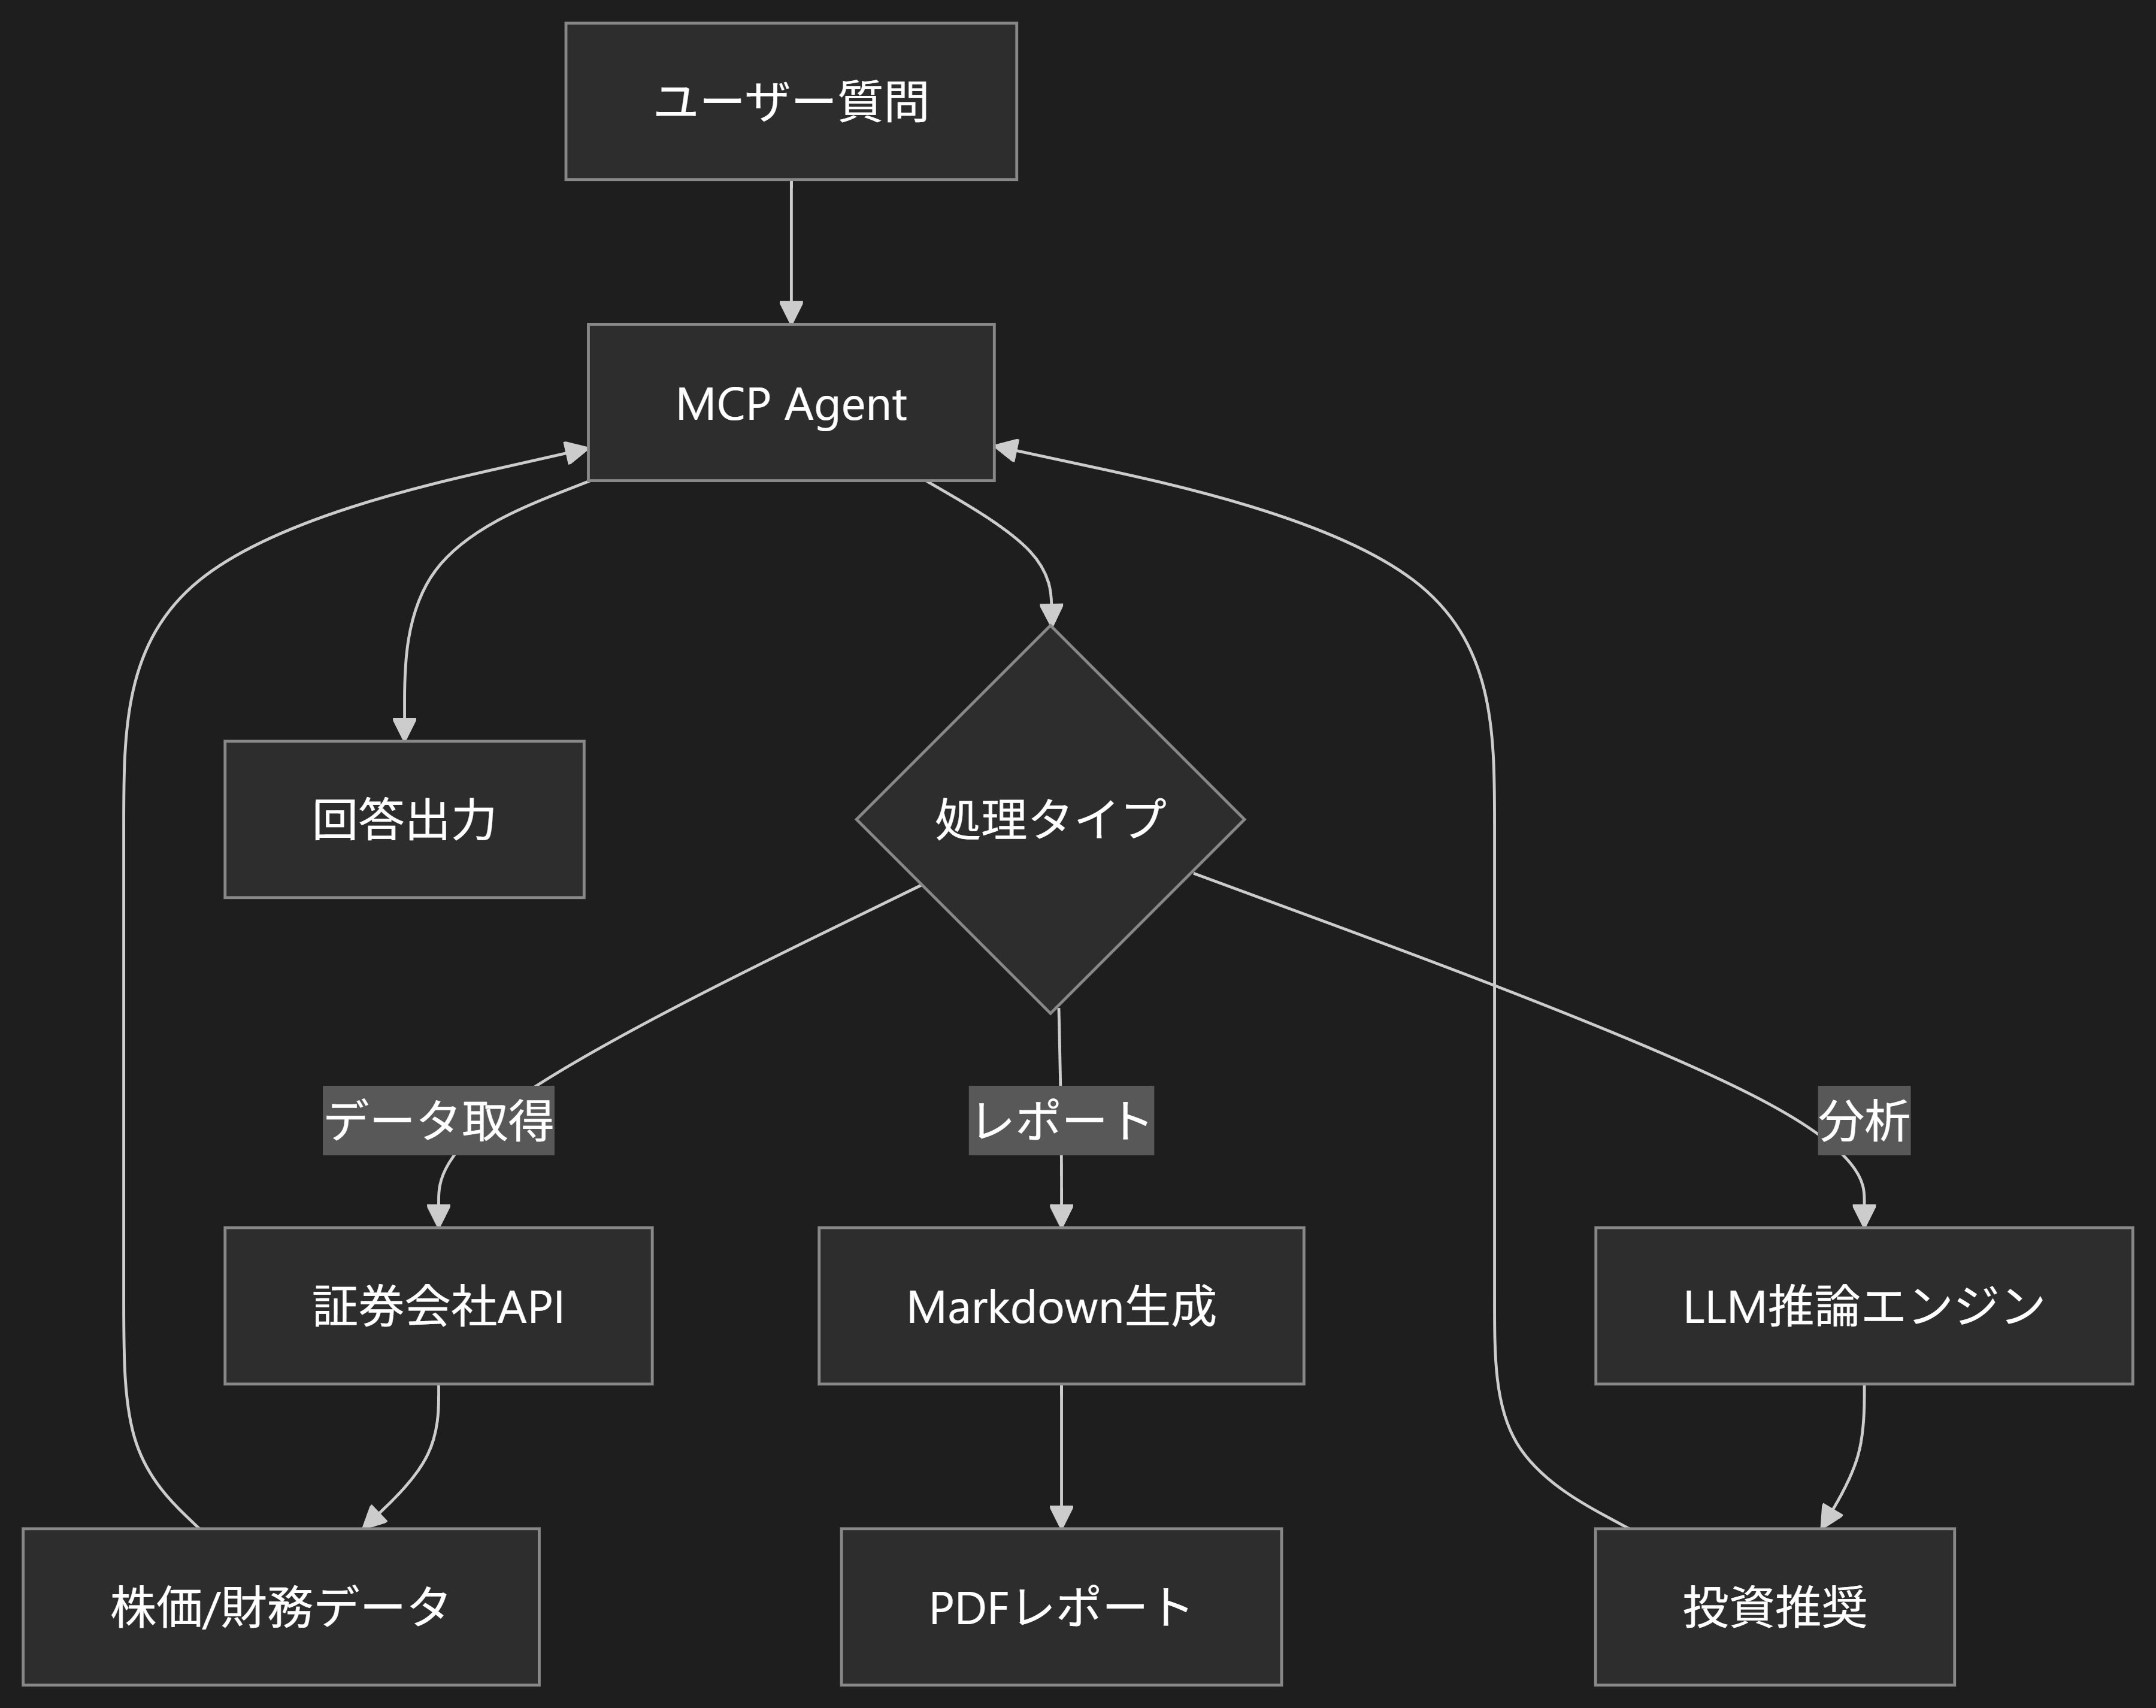 ユーザー質問
MCP Agent
回答出力
処理タイプ
データ取得
レポート
分析
証券会社API
Markdown生成
LLM推論エンジン
株価/財務データ
PDFレポート
投資推奨